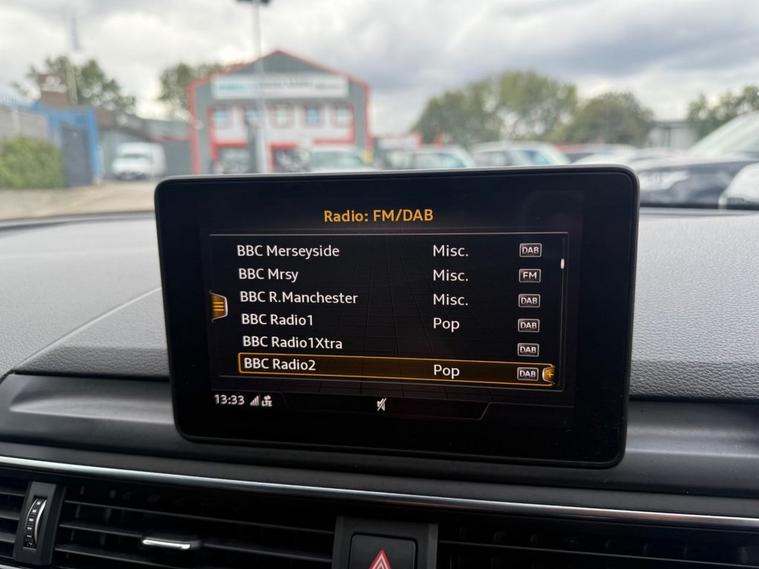 Radio: FM/DAB
BBC Merseyside Misc. DAB
BBC Mrsy Misc. FM
BBC R.Manchester Misc. DAB
BBC Radio1 Pop DAB
BBC Radio1Xtra DAB
BBC Radio2 Pop DAB
13:33 LTE